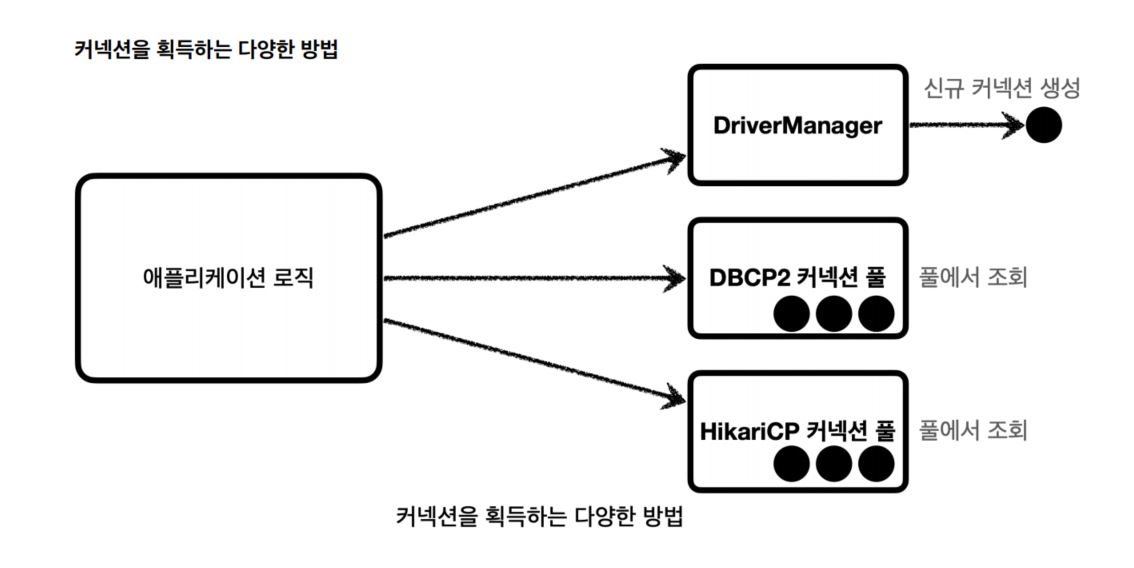 커넥션을 획득하는 다양한 방법
신규 커넥션 생성
DriverManager
애플리케이션 로직
DBCP2 커넥션 풀
풀에서 조회
HikariCP 커넥션 풀
풀에서 조회
커넥션을 획득하는 다양한 방법